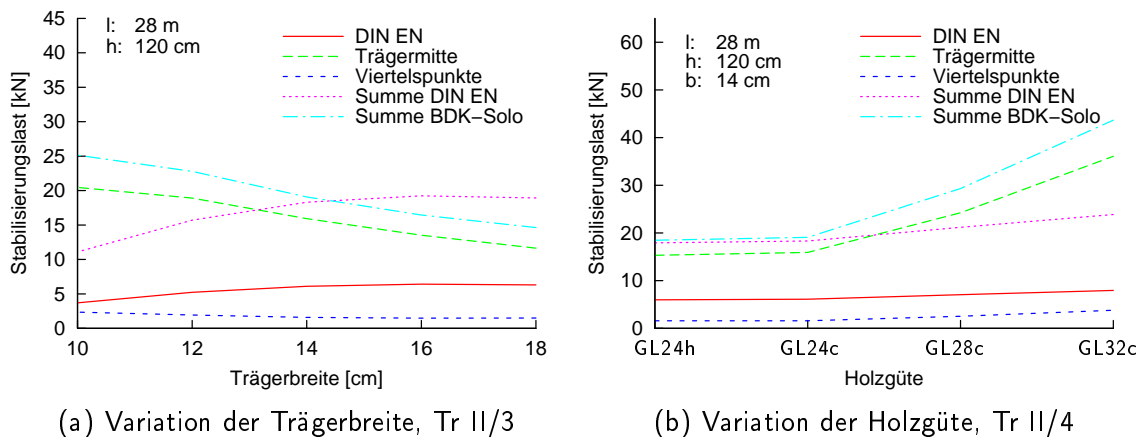 45
40
35
30
25
20
15
10
5
0
Stabilisierungslast [kN]
l: 28 m
h: 120 cm
DIN EN
Trägermitte
Viertelspunkte
Summe DIN EN
Summe BDK−Solo
10 12 14 16 18
Trägerbreite [cm]
(a) Variation der Trägerbreite, Tr II/3
60
50
40
30
20
10
0
Stabilisierungslast [kN]
l: 28 m
h: 120 cm
b: 14 cm
DIN EN
Trägermitte
Viertelspunkte
Summe DIN EN
Summe BDK−Solo
GL24h GL24c GL28c GL32c
Holzgüte
(b) Variation der Holzgüte, Tr II/4